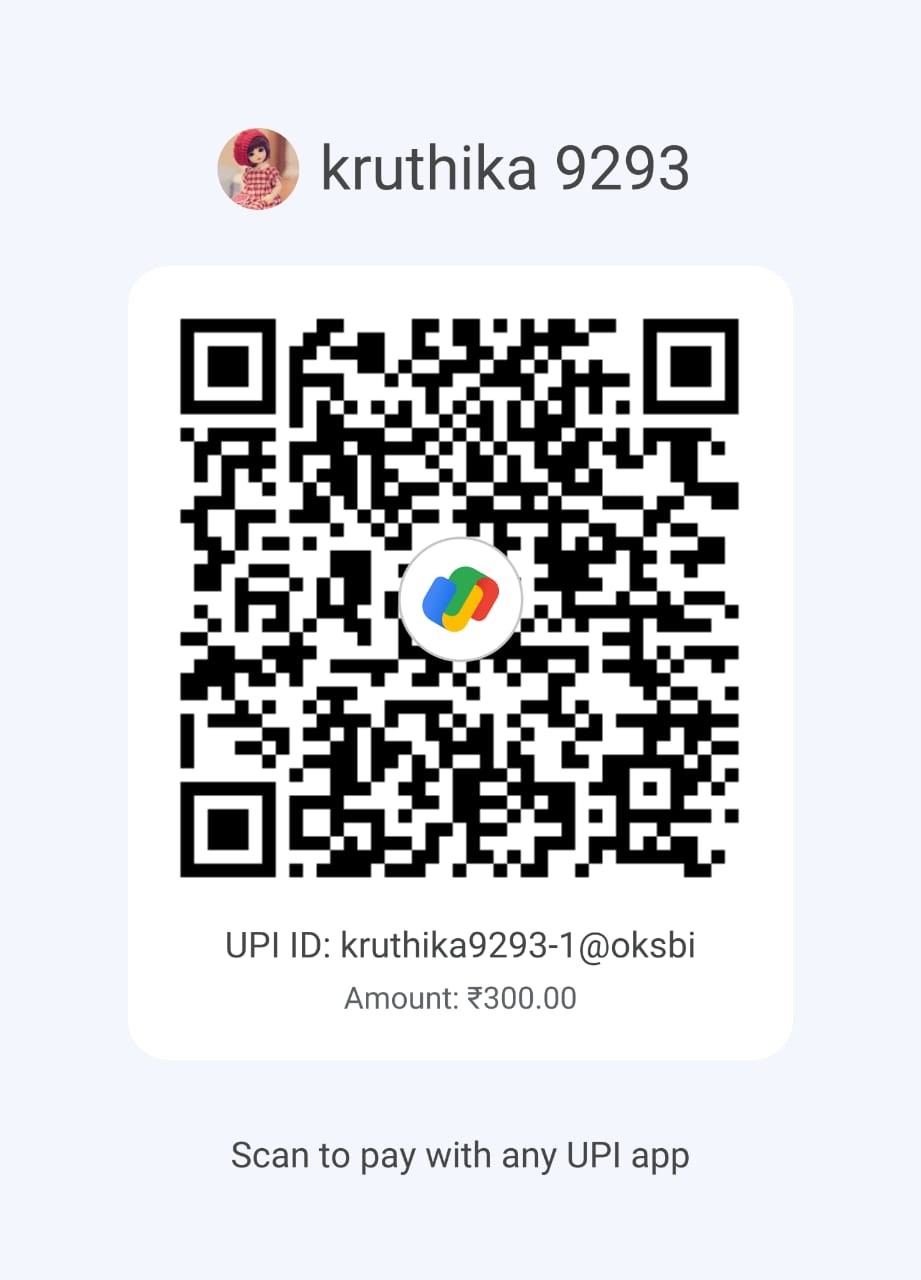 kruthika 9293
UPI ID: kruthika9293-1@oksbi
Amount: ₹300.00
Scan to pay with any UPI app